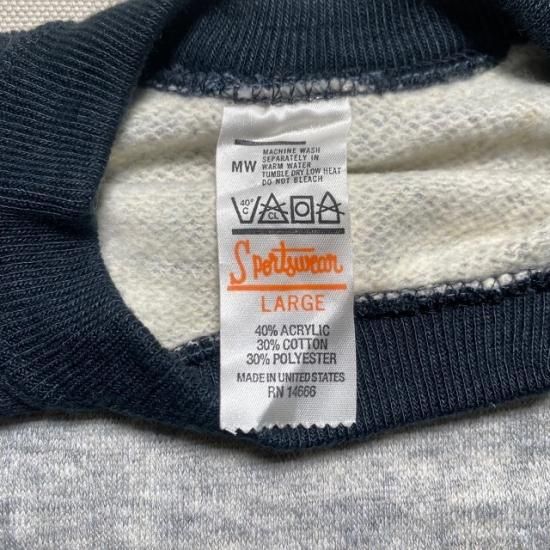 MW
MACHINE WASH
SEPARATELY IN
WARM WATER
TUMBLE DRY LOW HEAT
DO NOT BLEACH
40°
C
CL
Sportswear
LARGE
40% ACRYLIC
30% COTTON
30% POLYESTER
MADE IN UNITED STATES
RN 14666